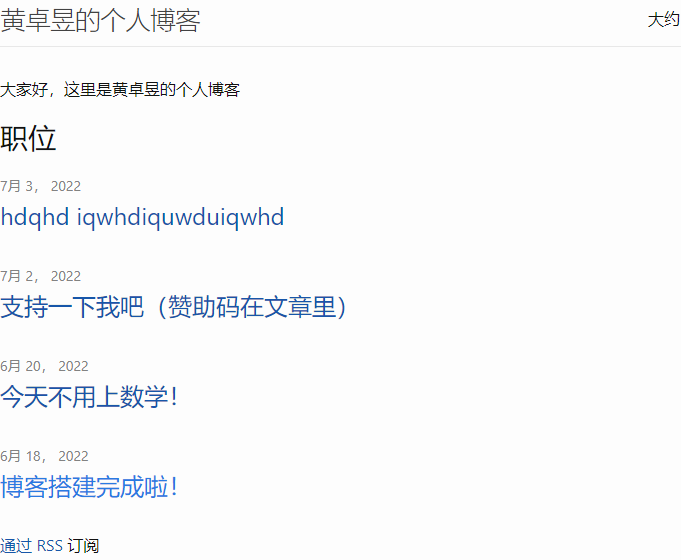 黄卓昱的个人博客 大约
大家好，这里是黄卓昱的个人博客
职位
7月 3， 2022
hdqhd iqwhdiquwduiqwhd
7月 2， 2022
支持一下我吧（赞助码在文章里）
6月 20， 2022
今天不用上数学！
6月 18， 2022
博客搭建完成啦！
通过 RSS 订阅